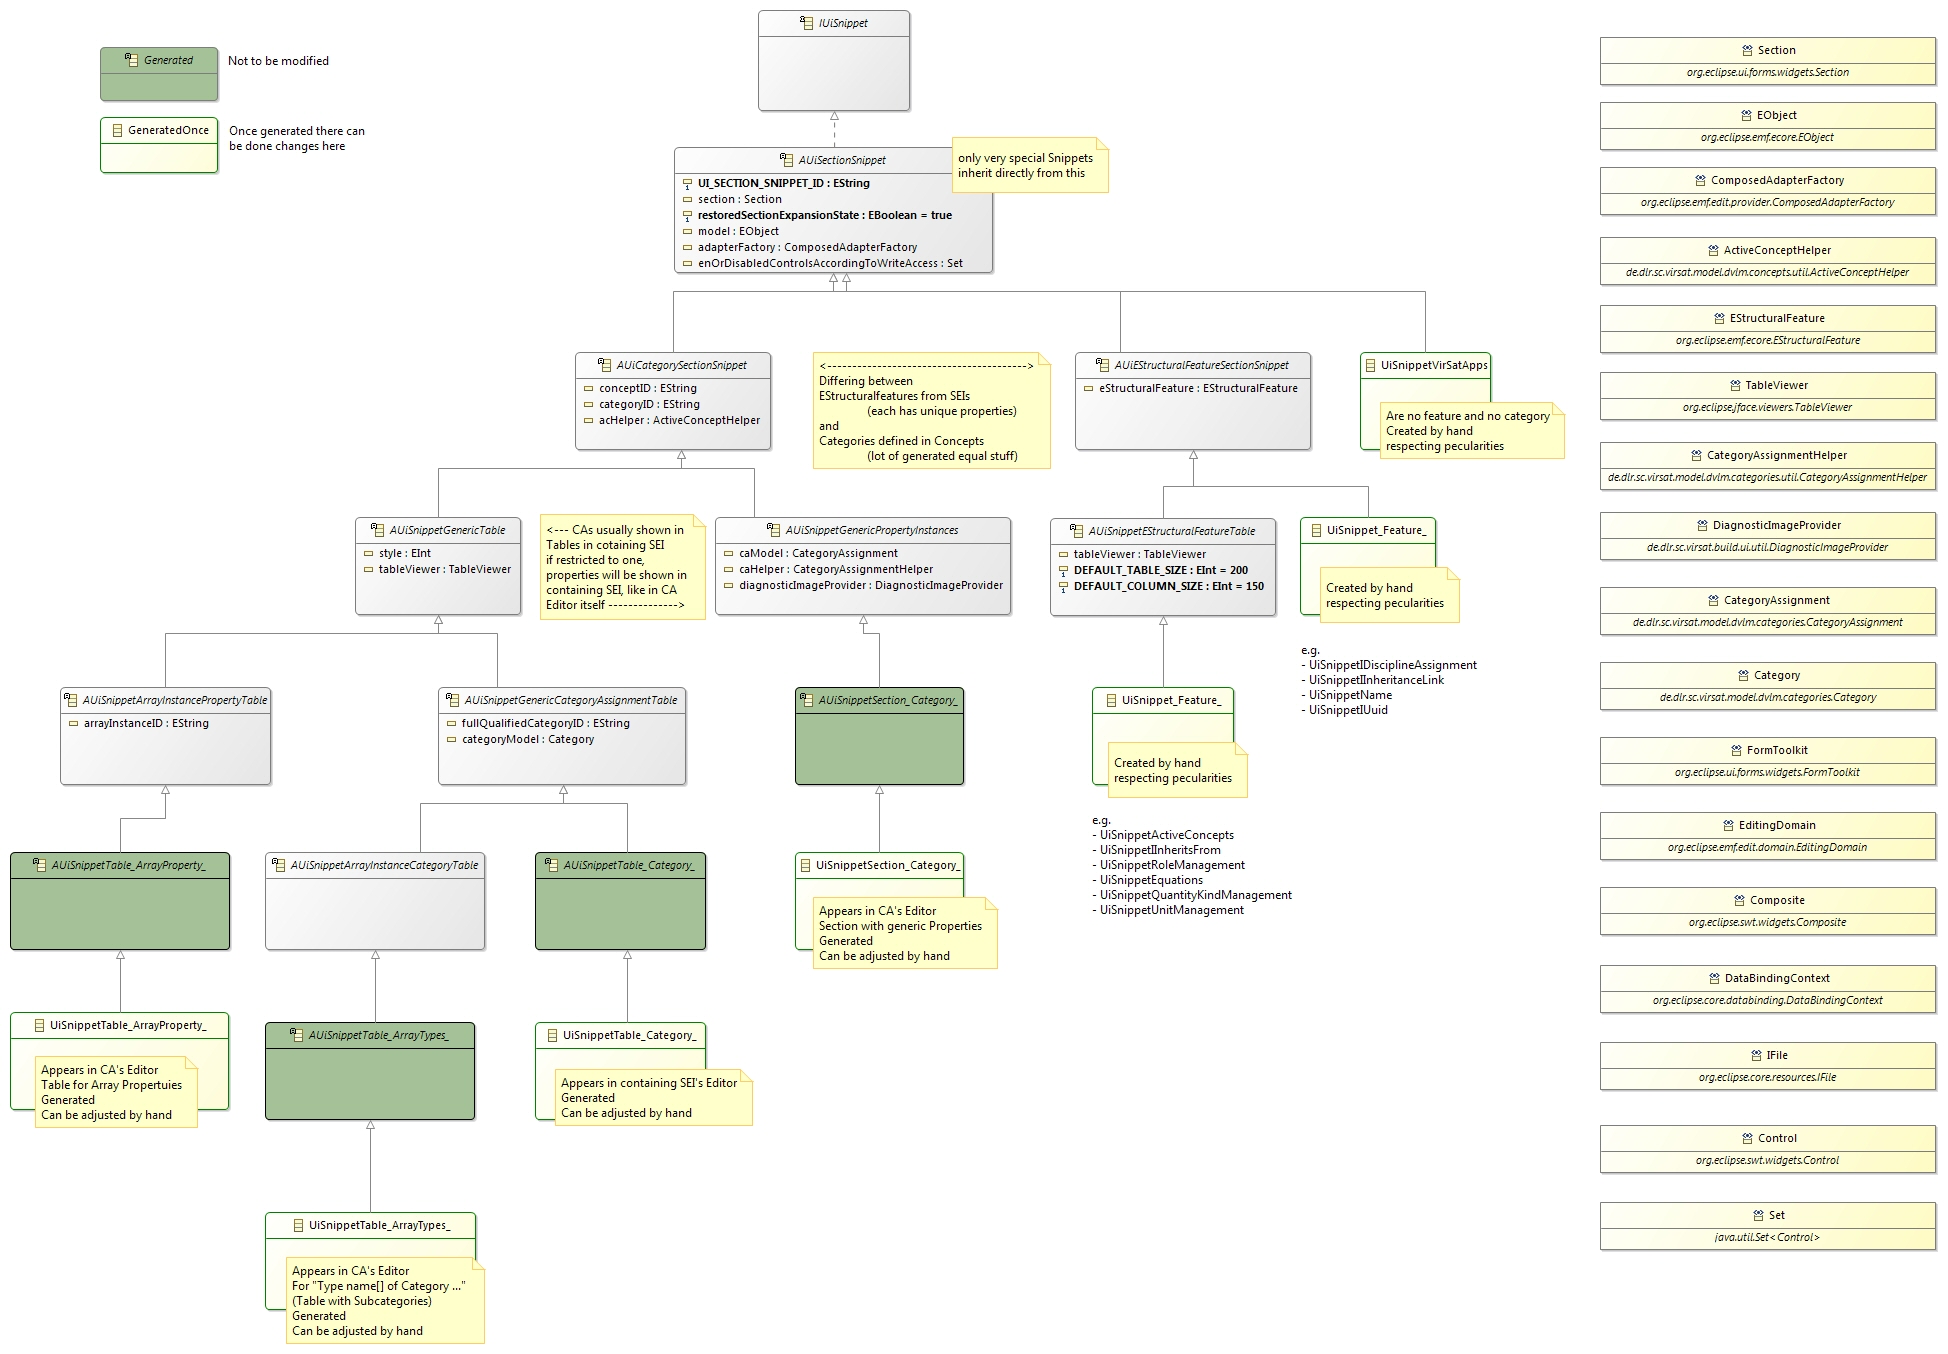 IUiSnippet
Generated
Not to be modified
GeneratedOnce
Once generated there can
be done changes here
AUiSectionSnippet
UI_SECTION_SNIPPET_ID : EString
section : Section
restoredSectionExpansionState : EBoolean = true
model : EObject
adapterFactory : ComposedAdapterFactory
enOrDisabledControlsAccordingToWriteAccess : Set
only very special Snippets
inherit directly from this
AUiCategorySectionSnippet
conceptID : EString
categoryID : EString
acHelper : ActiveConceptHelper
<--------------------------------------->
Differing between
EStructuralfeatures from SEIs
(each has unique properties)
and
Categories defined in Concepts
(lot of generated equal stuff)
AUiEStructuralFeatureSectionSnippet
eStructuralFeature : EStructuralFeature
UiSnippetVirSatApps
Are no feature and no category
Created by hand
respecting pecularities
AUiSnippetGenericTable
style : EInt
tableViewer : TableViewer
<--- CAs usually shown in
Tables in cotaining SEI
if restricted to one,
properties will be shown in
containing SEI, like in CA
Editor itself -------------->
AUiSnippetGenericPropertyInstances
caModel : CategoryAssignment
caHelper : CategoryAssignmentHelper
diagnosticImageProvider : DiagnosticImageProvider
AUiSnippetEStructuralFeatureTable
tableViewer : TableViewer
DEFAULT_TABLE_SIZE : EInt = 200
DEFAULT_COLUMN_SIZE : EInt = 150
UiSnippet_Feature_
Created by hand
respecting pecularities
e.g.
- UiSnippetIDisciplineAssignment
- UiSnippetIInheritanceLink
- UiSnippetName
- UiSnippetIUuid
AUiSnippetArrayInstancePropertyTable
arrayInstanceID : EString
AUiSnippetGenericCategoryAssignmentTable
fullQualifiedCategoryID : EString
categoryModel : Category
AUiSnippetSection_Category_
UiSnippet_Feature_
Created by hand
respecting pecularities
e.g.
- UiSnippetActiveConcepts
- UiSnippetIInheritsFrom
- UiSnippetRoleManagement
- UiSnippetEquations
- UiSnippetQuantityKindManagement
- UiSnippetUnitManagement
AUiSnippetTable_ArrayProperty_
AUiSnippetArrayInstanceCategoryTable
AUiSnippetTable_Category_
UiSnippetSection_Category_
Appears in CA's Editor
Section with generic Properties
Generated
Can be adjusted by hand
UiSnippetTable_ArrayProperty_
Appears in CA's Editor
Table for Array Propertuies
Generated
Can be adjusted by hand
AUiSnippetTable_ArrayTypes_
UiSnippetTable_Category_
Appears in containing SEI's Editor
Generated
Can be adjusted by hand
UiSnippetTable_ArrayTypes_
Appears in CA's Editor
For "Type name[] of Category ..."
(Table with Subcategories)
Generated
Can be adjusted by hand
Section
org.eclipse.ui.forms.widgets.Section
EObject
org.eclipse.emf.ecore.EObject
ComposedAdapterFactory
org.eclipse.emf.edit.provider.ComposedAdapterFactory
ActiveConceptHelper
de.dlr.sc.virsat.model.dvlm.concepts.util.ActiveConceptHelper
EStructuralFeature
org.eclipse.emf.ecore.EStructuralFeature
TableViewer
org.eclipse.jface.viewers.TableViewer
CategoryAssignmentHelper
de.dlr.sc.virsat.model.dvlm.categories.util.CategoryAssignmentHelper
DiagnosticImageProvider
de.dlr.sc.virsat.build.ui.util.DiagnosticImageProvider
CategoryAssignment
de.dlr.sc.virsat.model.dvlm.categories.CategoryAssignment
Category
de.dlr.sc.virsat.model.dvlm.categories.Category
FormToolkit
org.eclipse.ui.forms.widgets.FormToolkit
EditingDomain
org.eclipse.emf.edit.domain.EditingDomain
Composite
org.eclipse.swt.widgets.Composite
DataBindingContext
org.eclipse.core.databinding.DataBindingContext
IFile
org.eclipse.core.resources.IFile
Control
org.eclipse.swt.widgets.Control
Set
java.util.Set<Control>